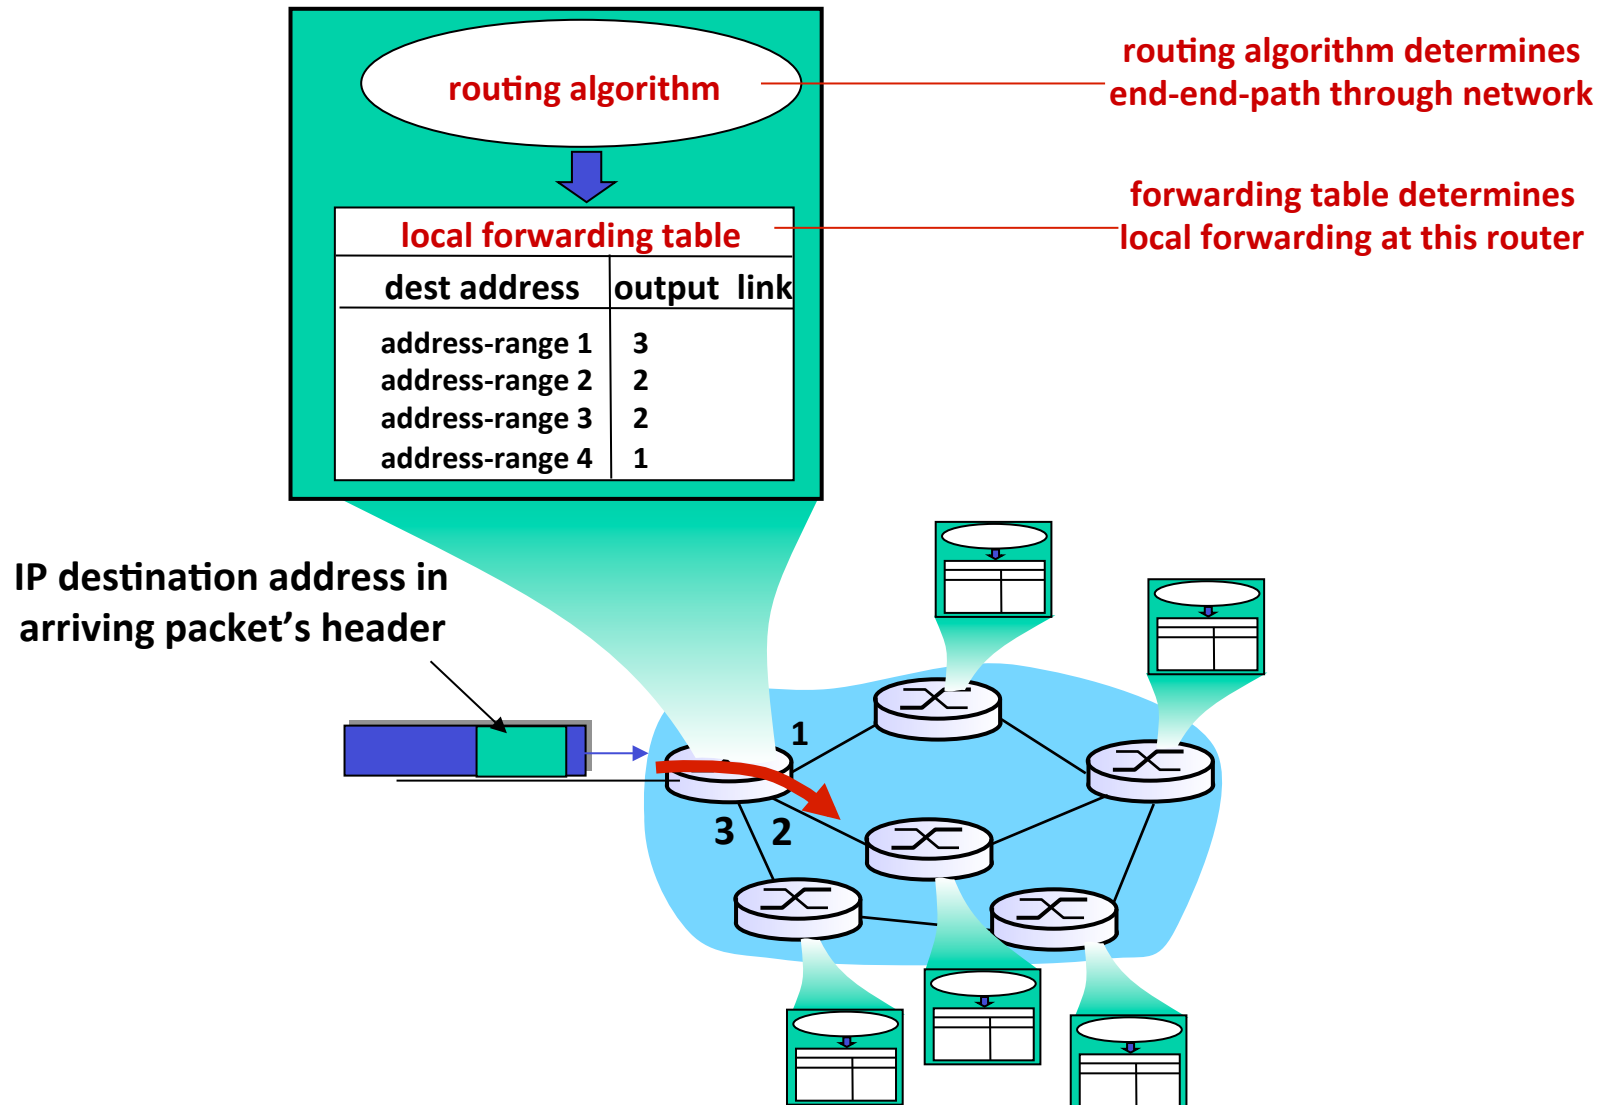 routing algorithm
routing algorithm determines
end-end-path through network
forwarding table determines
local forwarding at this router
local forwarding table
dest address output link
address-range 1 3
address-range 2 2
address-range 3 2
address-range 4 1
IP destination address in
arriving packet’s header
1
3 2